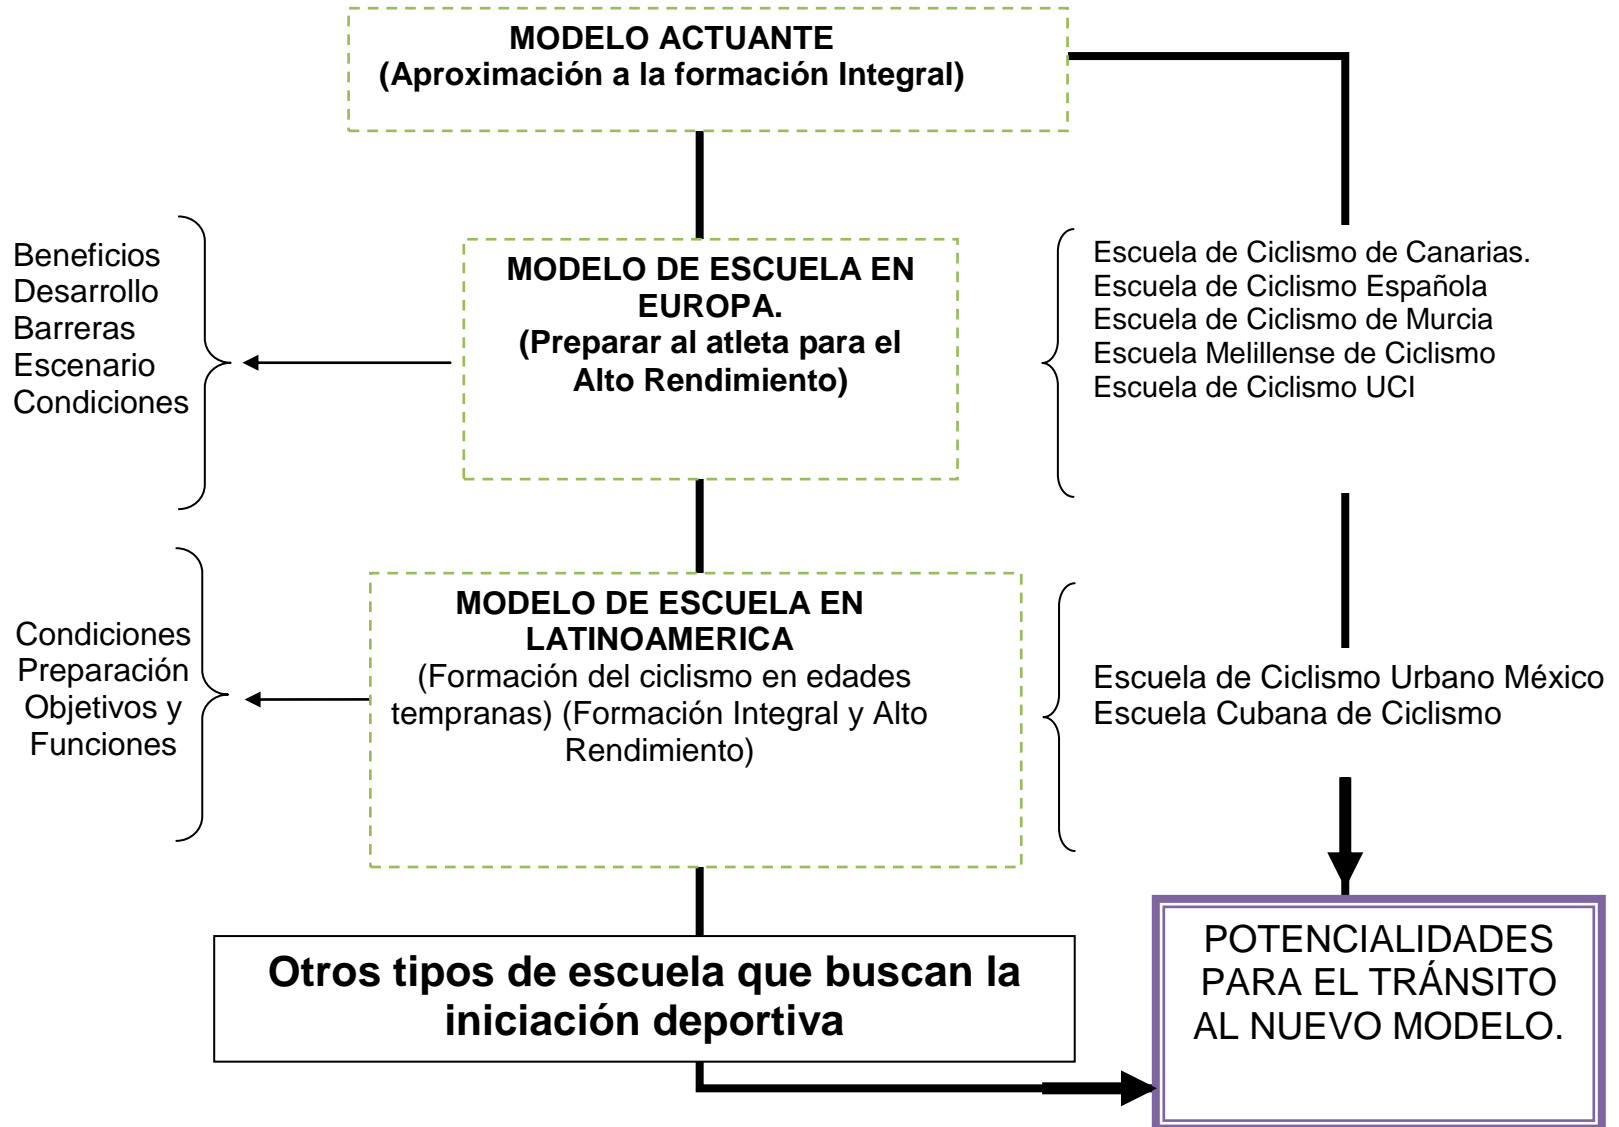 MODELO ACTUANTE
(Aproximación a la formación Integral)
Beneficios
Desarrollo
Barreras
Escenario
Condiciones
MODELO DE ESCUELA EN
EUROPA.
(Preparar al atleta para el
Alto Rendimiento)
Escuela de Ciclismo de Canarias.
Escuela de Ciclismo Española
Escuela de Ciclismo de Murcia
Escuela Melillense de Ciclismo
Escuela de Ciclismo UCI
Condiciones
Preparación
Objetivos y
Funciones
MODELO DE ESCUELA EN
LATINOAMERICA
(Formación del ciclismo en edades
tempranas) (Formación Integral y Alto
Rendimiento)
Escuela de Ciclismo Urbano México
Escuela Cubana de Ciclismo
Otros tipos de escuela que buscan la
iniciación deportiva
POTENCIALIDADES
PARA EL TRÁNSITO
AL NUEVO MODELO.